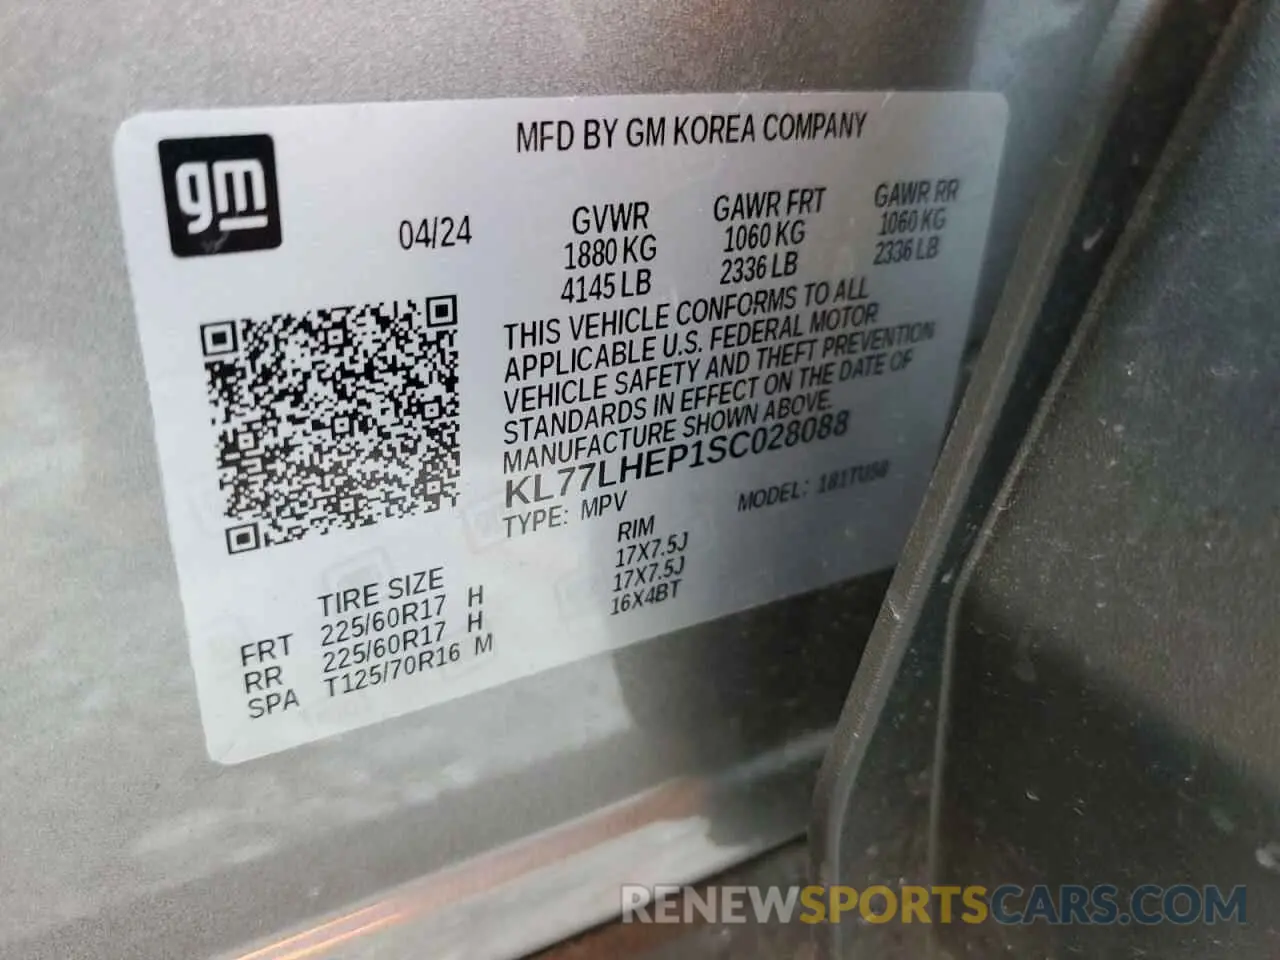 gm
MFD BY GM KOREA COMPANY
04/24
GVWR GAWR FRT GAWR RR
1880 KG 1060 KG 1060 KG
4145 LB 2336 LB 2336 LB
THIS VEHICLE CONFORMS TO ALL
APPLICABLE U.S. FEDERAL MOTOR
VEHICLE SAFETY AND THEFT PREVENTION
STANDARDS IN EFFECT ON THE DATE OF
MANUFACTURE SHOWN ABOVE.
KL77LHEP1SC028088
TYPE: MPV MODEL: 181TU58
TIRE SIZE RIM
FRT 225/60R17 H 17X7.5J
RR 225/60R17 H 17X7.5J
SPA T125/70R16 M 16X4BT
RENEWSPORTSCARS.COM